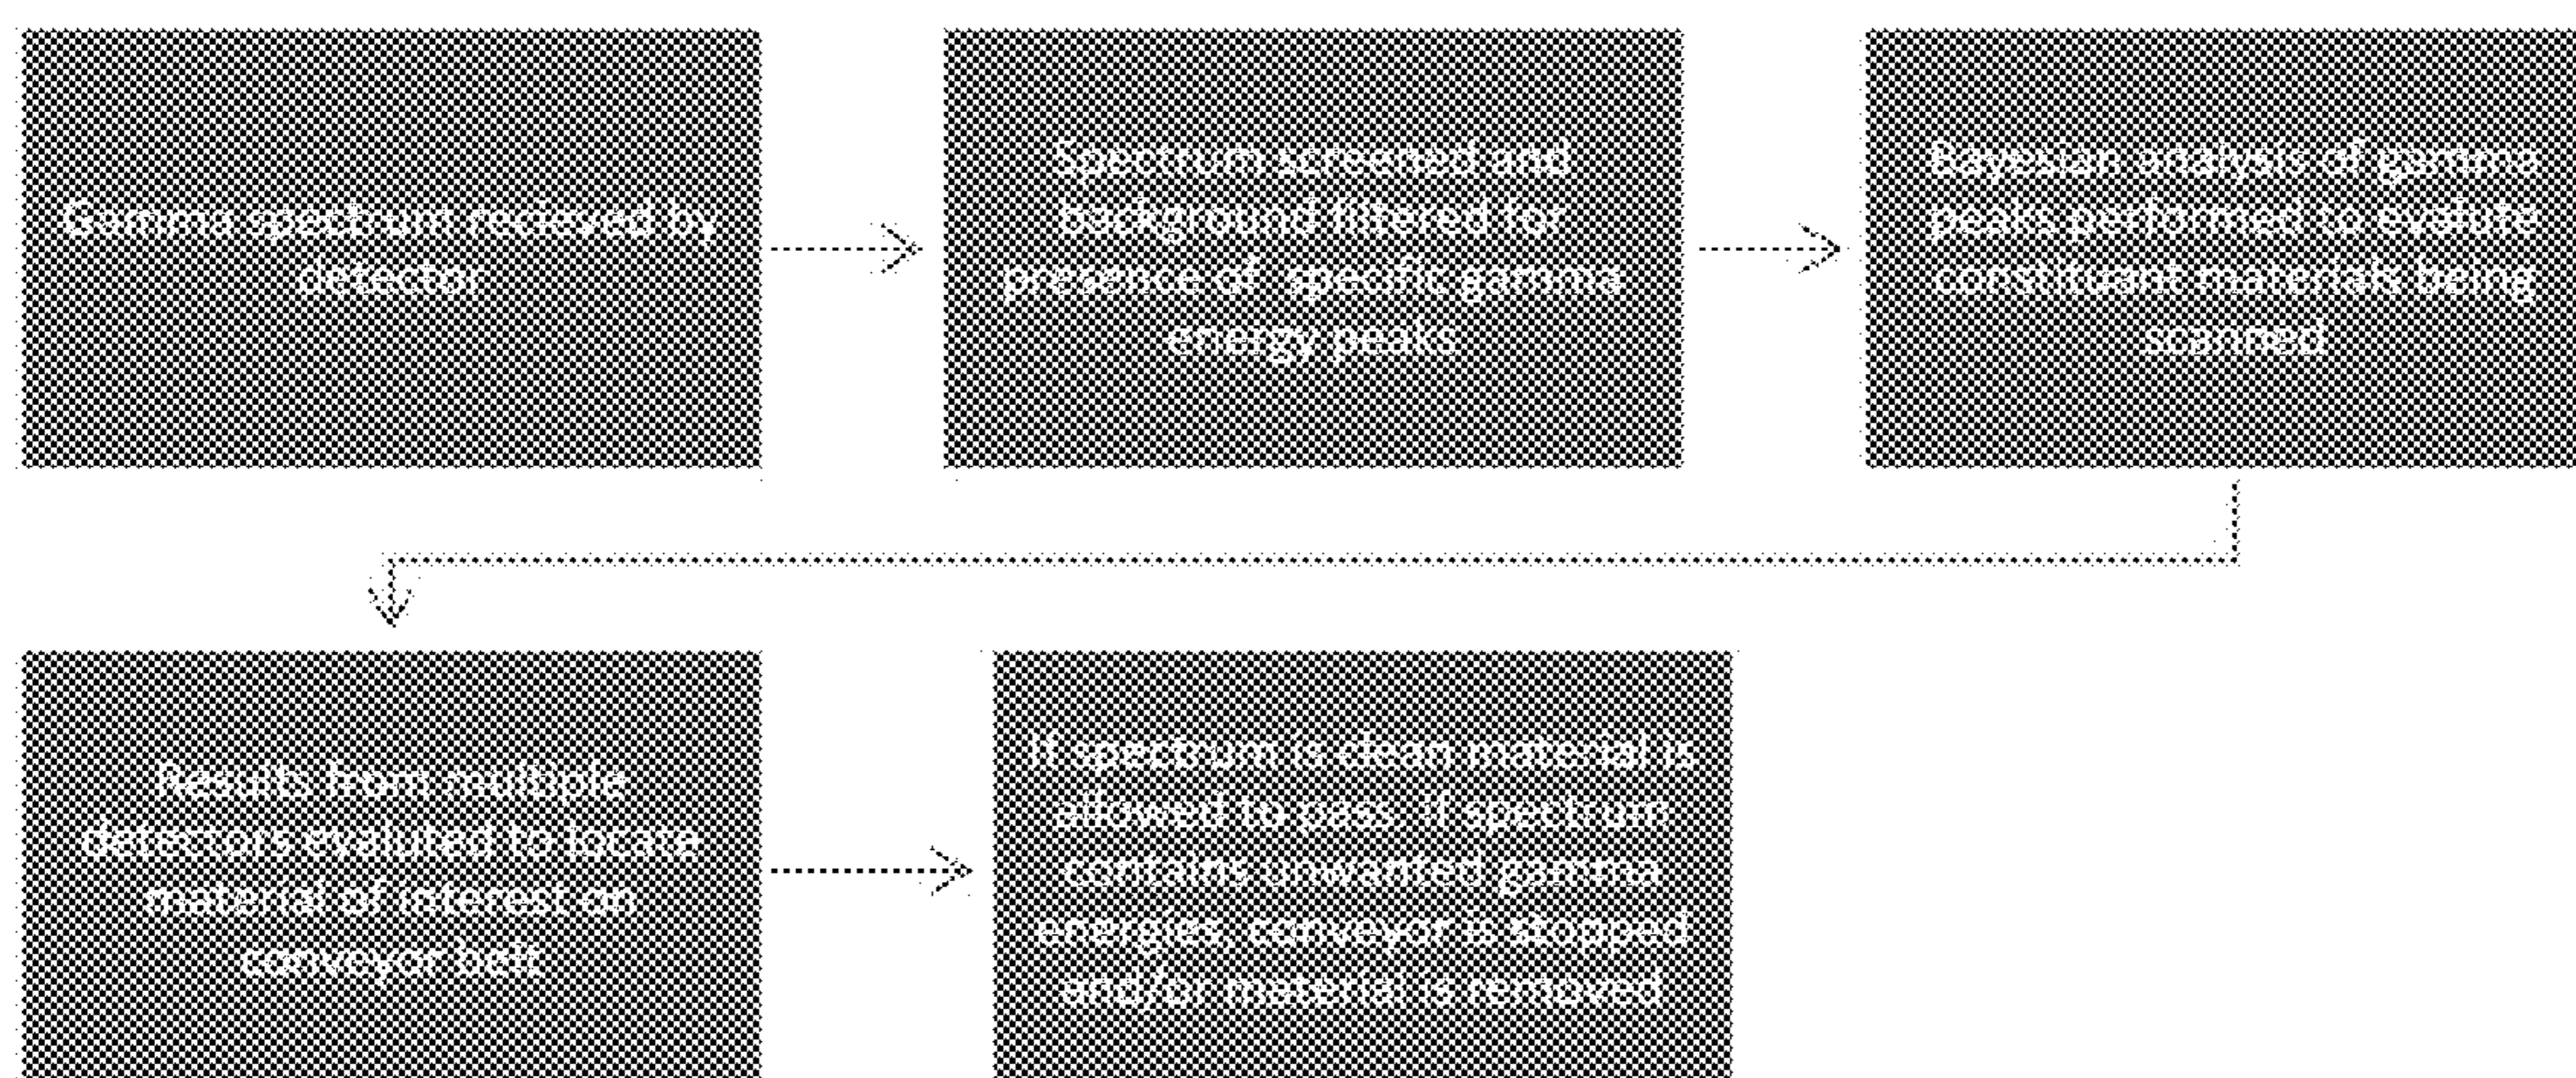 Gamma spectrum recieved by
detector
Spectrum screened and
background filtered for
presence of specific gamma
energy peaks
Bayesian analysis of gamma
peaks performed to evalute
constituant materials being
scanned
Results from multiple
detectors evaluted to locate
material of interest on
conveyor belt
If spectrum is clean material is
allowed to pass. If spectrum
contains unwanted gamma
energies, conveyor is stopped
and/or material is removed